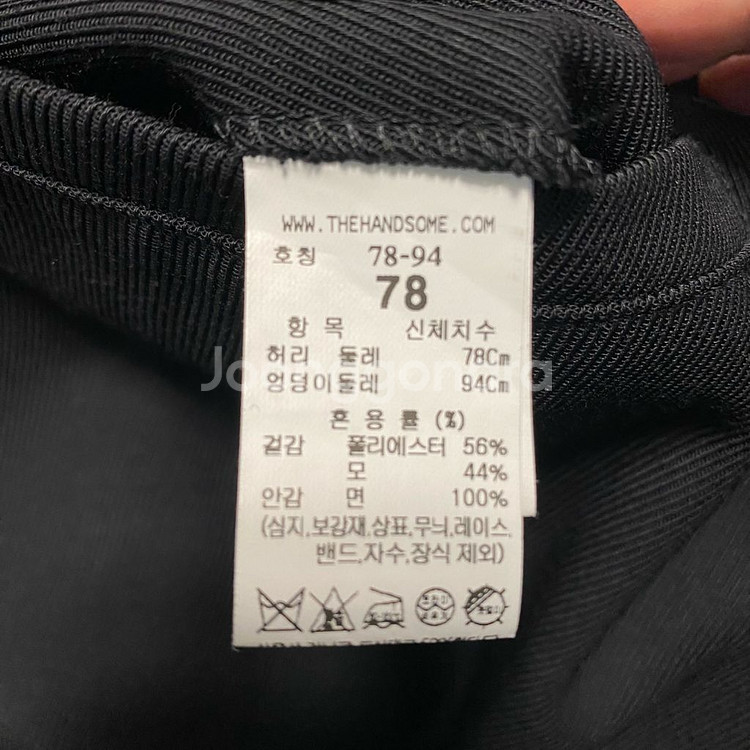 WWW.THEHANDSOME.COM
호칭 78-94
78
항 목 신체치수
허리 둘레 78Cm
엉덩이둘레 94Cm
혼 용 률 (%)
겉감 폴리에스터 56%
모 44%
안감 면 100%
(심지,보강재,상표,무늬,레이스,
밴드,자수,장식 제외)
Joonggonara